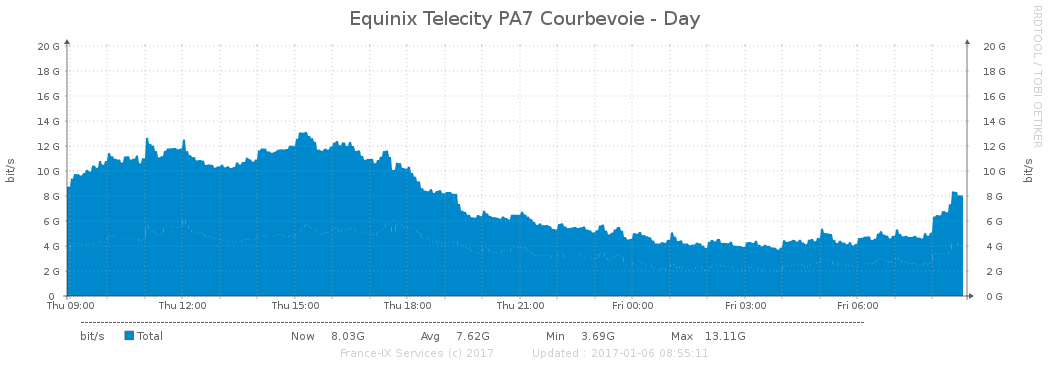 Equinix Telecity PA7 Courbevoie - Day
RRDTOOL / TOBI OETIKER
bit/s
20 G 20 G
18 G 18 G
16 G 16 G
14 G 14 G
12 G 12 G
10 G 10 G
8 G 8 G
6 G 6 G
4 G 4 G
2 G 2 G
0 0 G
bit/s
Thu 09:00 Thu 12:00 Thu 15:00 Thu 18:00 Thu 21:00 Fri 00:00 Fri 03:00 Fri 06:00
bit/s Total Now 8.03G Avg 7.62G Min 3.69G Max 13.11G
France-IX Services (c) 2017 Updated : 2017-01-06 08:55:11